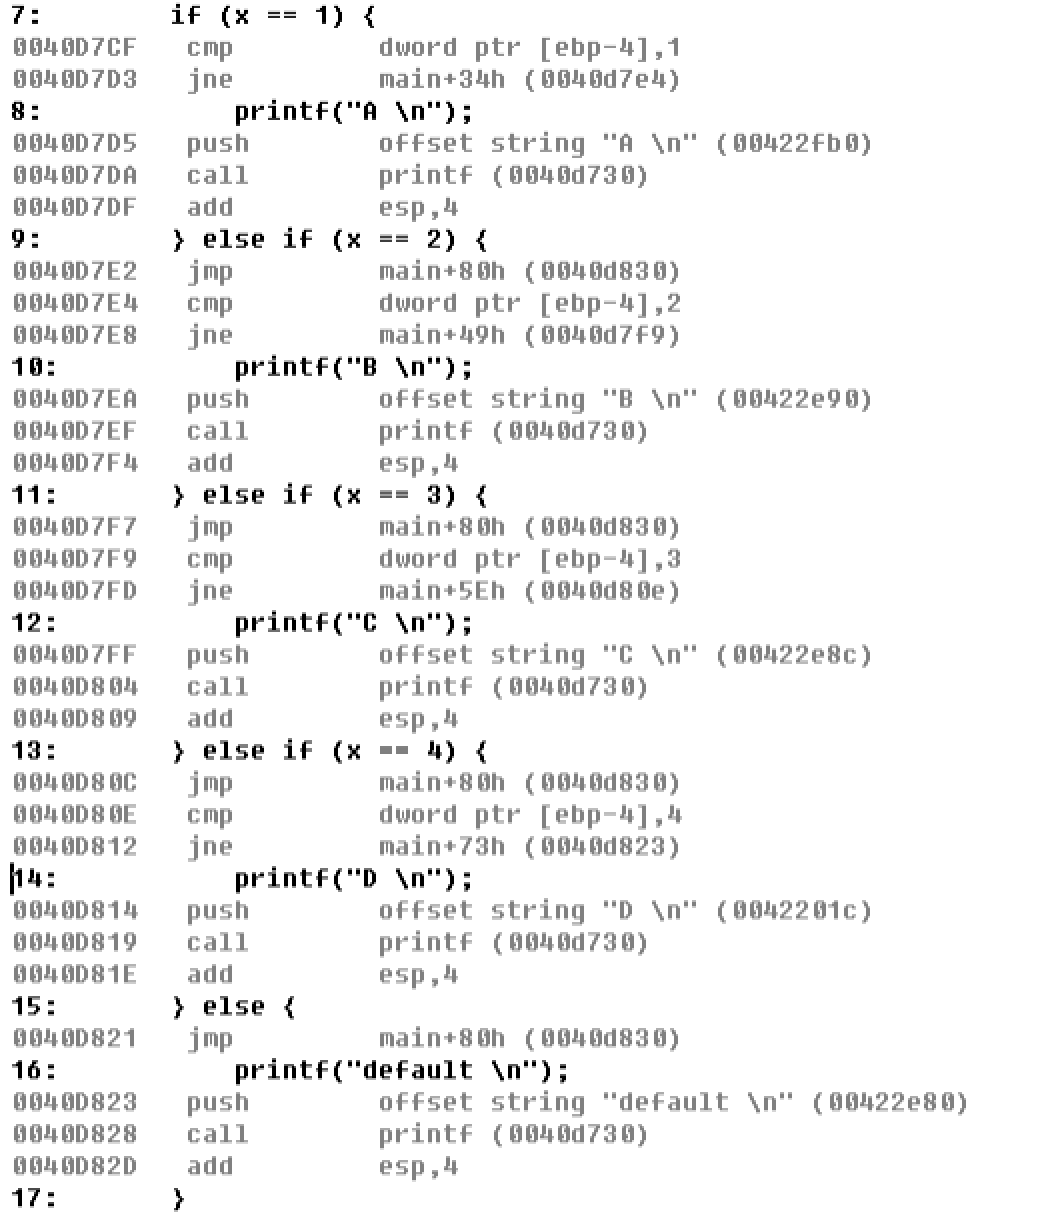 7: if (x == 1) {
0040D7CF cmp dword ptr [ebp-4],1
0040D7D3 jne main+34h (0040d7e4)
8: printf("A \n");
0040D7D5 push offset string "A \n" (00422fb0)
0040D7DA call printf (0040d730)
0040D7DF add esp,4
9: } else if (x == 2) {
0040D7E2 jmp main+80h (0040d830)
0040D7E4 cmp dword ptr [ebp-4],2
0040D7E8 jne main+49h (0040d7f9)
10: printf("B \n");
0040D7EA push offset string "B \n" (00422e90)
0040D7EF call printf (0040d730)
0040D7F4 add esp,4
11: } else if (x == 3) {
0040D7F7 jmp main+80h (0040d830)
0040D7F9 cmp dword ptr [ebp-4],3
0040D7FD jne main+5Eh (0040d80e)
12: printf("C \n");
0040D7FF push offset string "C \n" (00422e8c)
0040D804 call printf (0040d730)
0040D809 add esp,4
13: } else if (x == 4) {
0040D80C jmp main+80h (0040d830)
0040D80E cmp dword ptr [ebp-4],4
0040D812 jne main+73h (0040d823)
14: printf("D \n");
0040D814 push offset string "D \n" (0042201c)
0040D819 call printf (0040d730)
0040D81E add esp,4
15: } else {
0040D821 jmp main+80h (0040d830)
16: printf("default \n");
0040D823 push offset string "default \n" (00422e80)
0040D828 call printf (0040d730)
0040D82D add esp,4
17: }